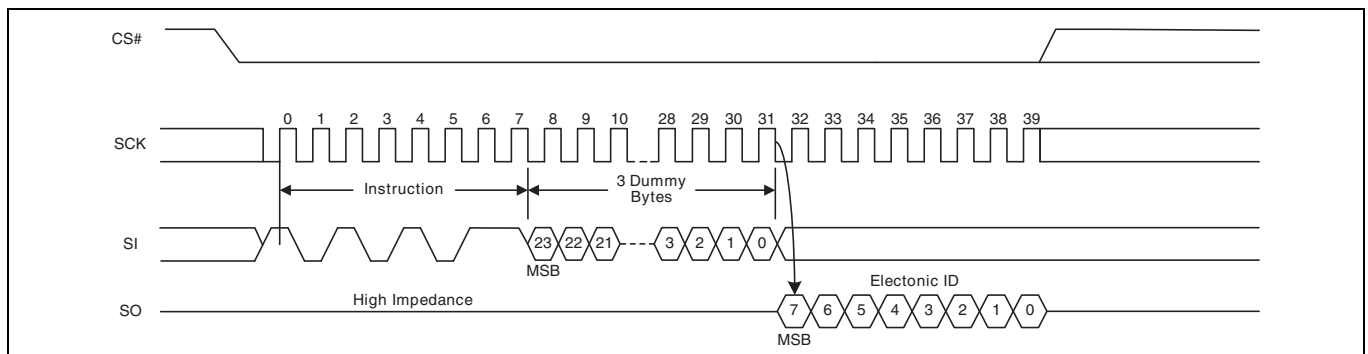 CS#
0 1 2 3 4 5 6 7 8 9 10 28 29 30 31 32 33 34 35 36 37 38 39
SCK
Instruction
3 Dummy
Bytes
SI
23 22 21 3 2 1 0
MSB
Electonic ID
High Impedance
SO
7 6 5 4 3 2 1 0
MSB